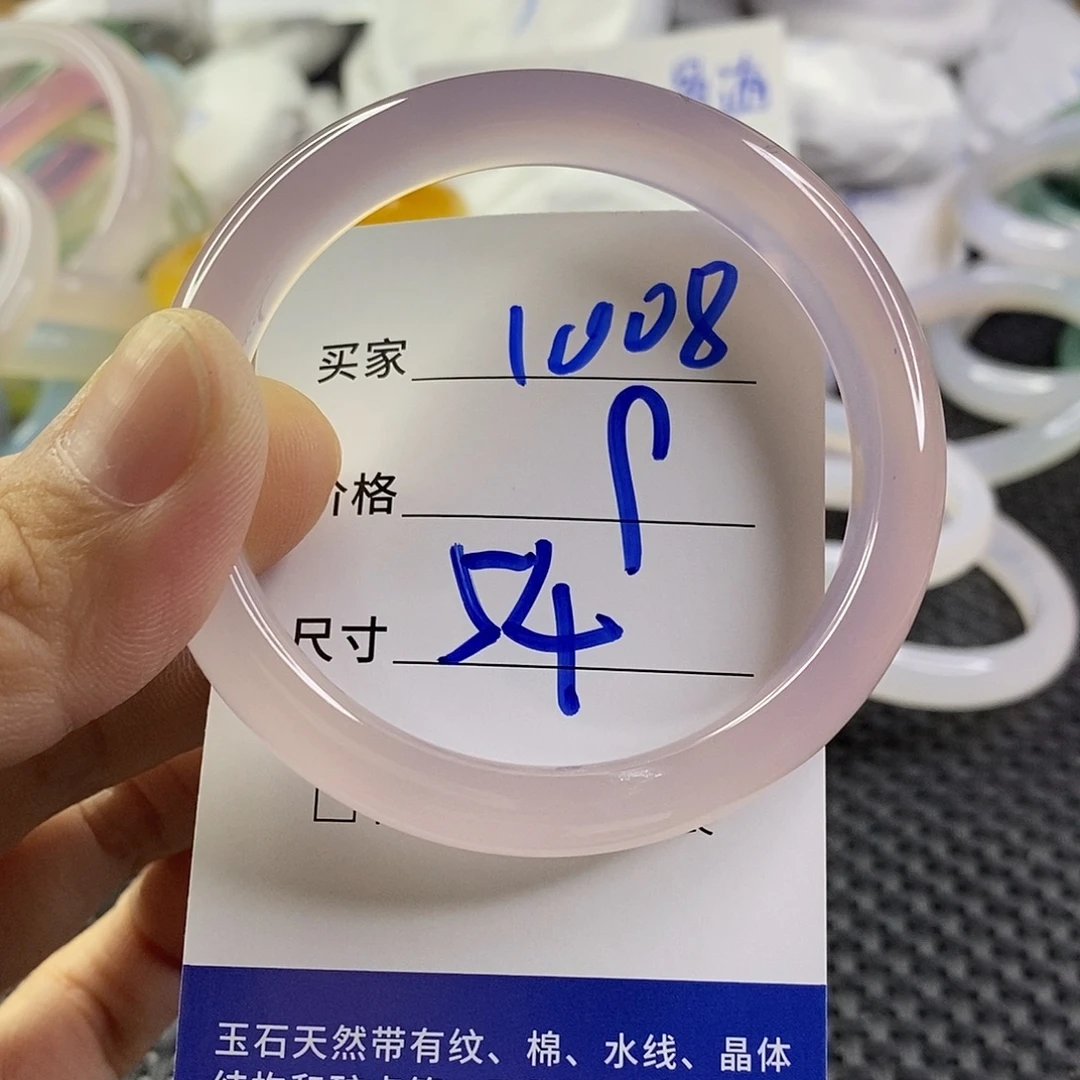 买家 1008
价格 ρ
尺寸 54
玉石天然带有纹、棉、水线、晶体